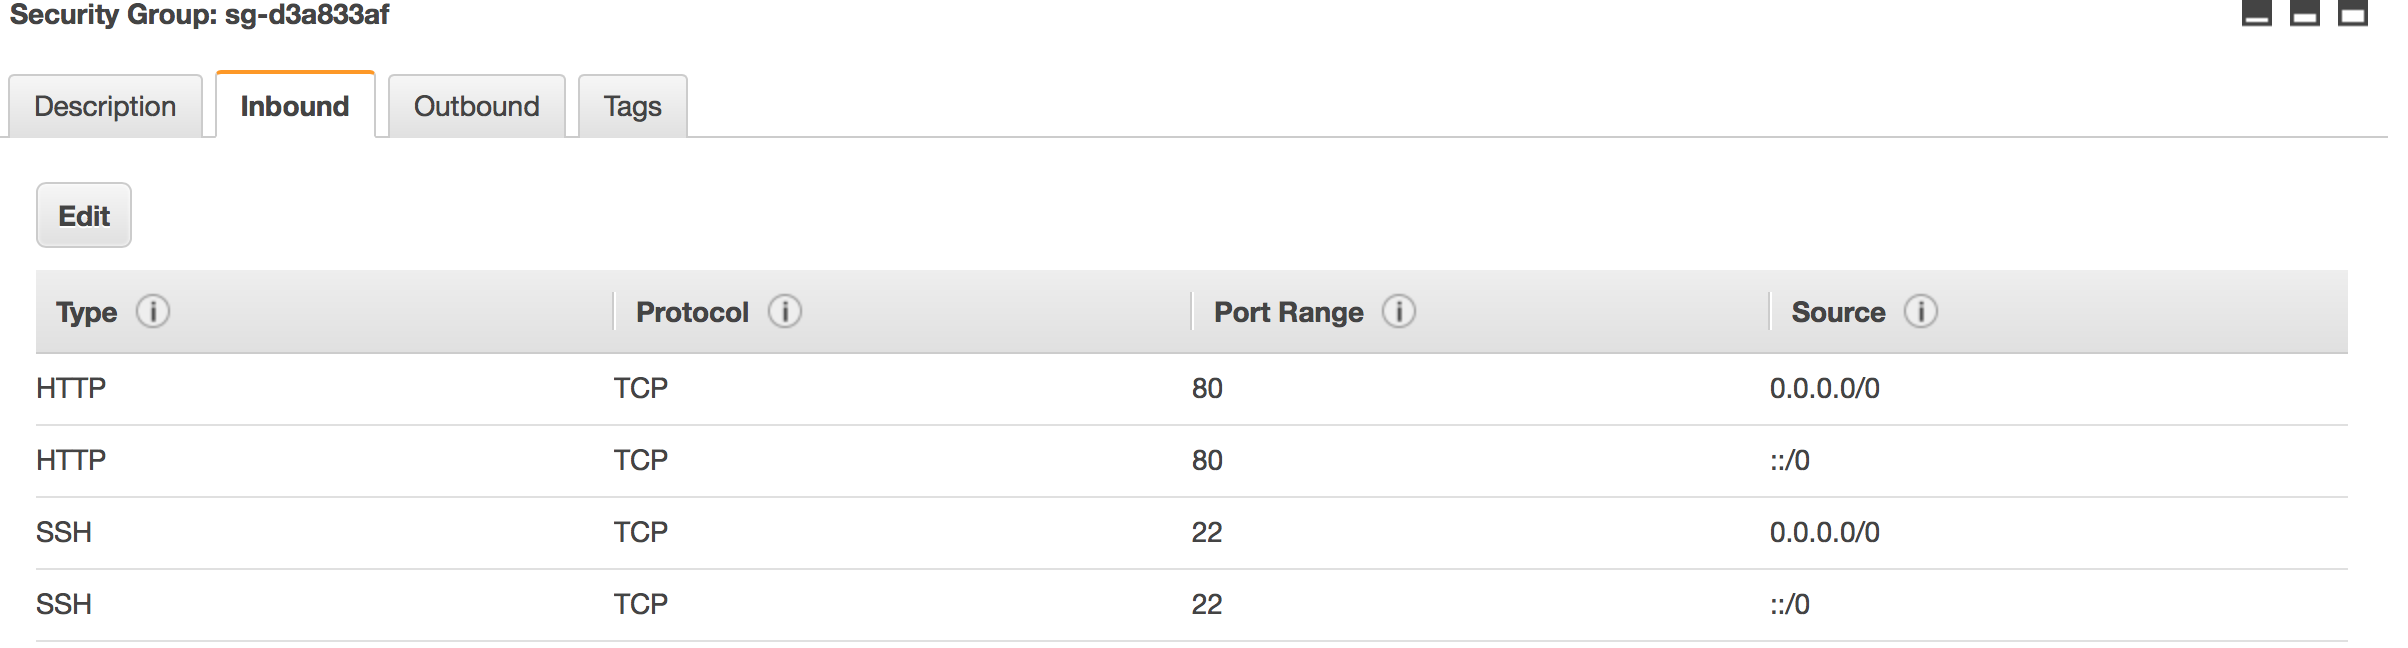 Security Group: sg-d3a833af
Description Inbound Outbound Tags
Edit
Type Protocol Port Range Source
HTTP TCP 80 0.0.0.0/0
HTTP TCP 80 ::/0
SSH TCP 22 0.0.0.0/0
SSH TCP 22 ::/0